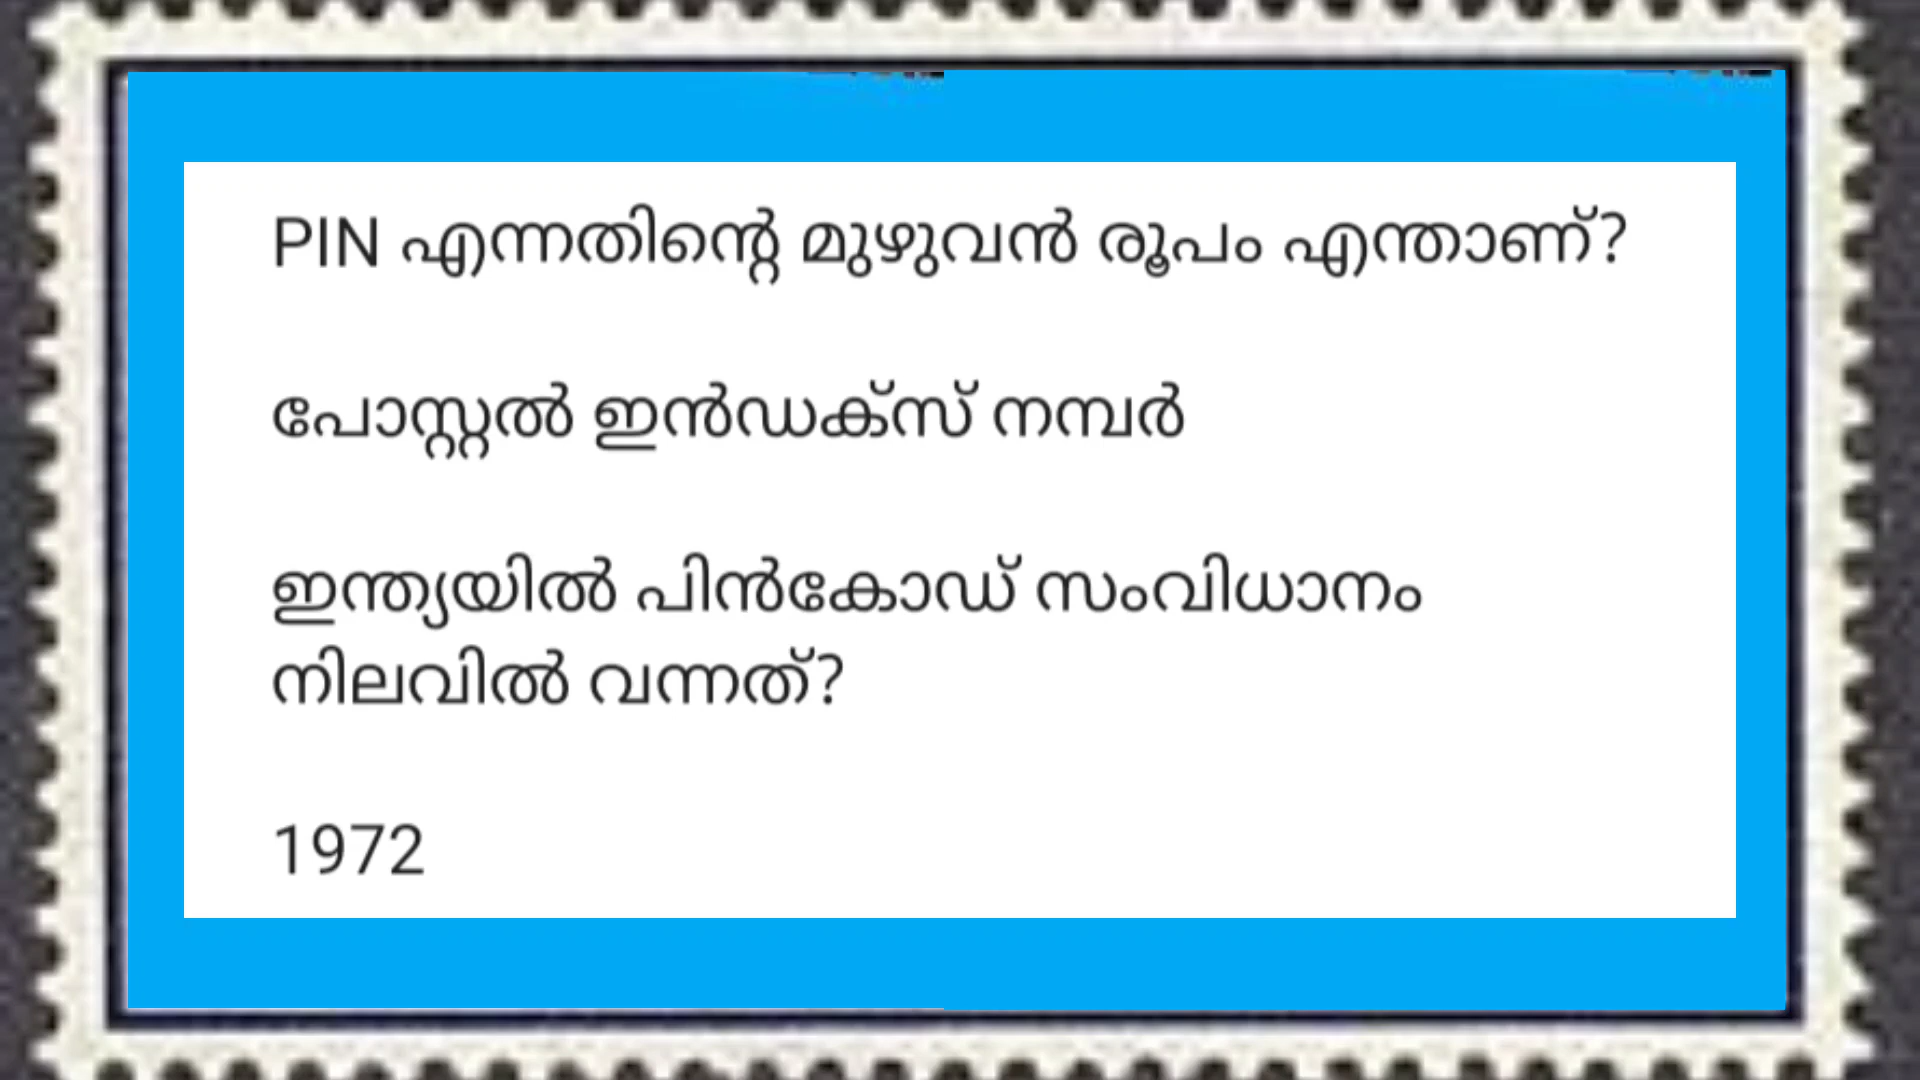 PIN എന്നതിന്റെ മുഴുവൻ രൂപം എന്താണ്?
പോസ്റ്റൽ ഇൻഡക്സ് നമ്പർ
ഇന്ത്യയിൽ പിൻകോഡ് സംവിധാനം
നിലവിൽ വന്നത്?
1972